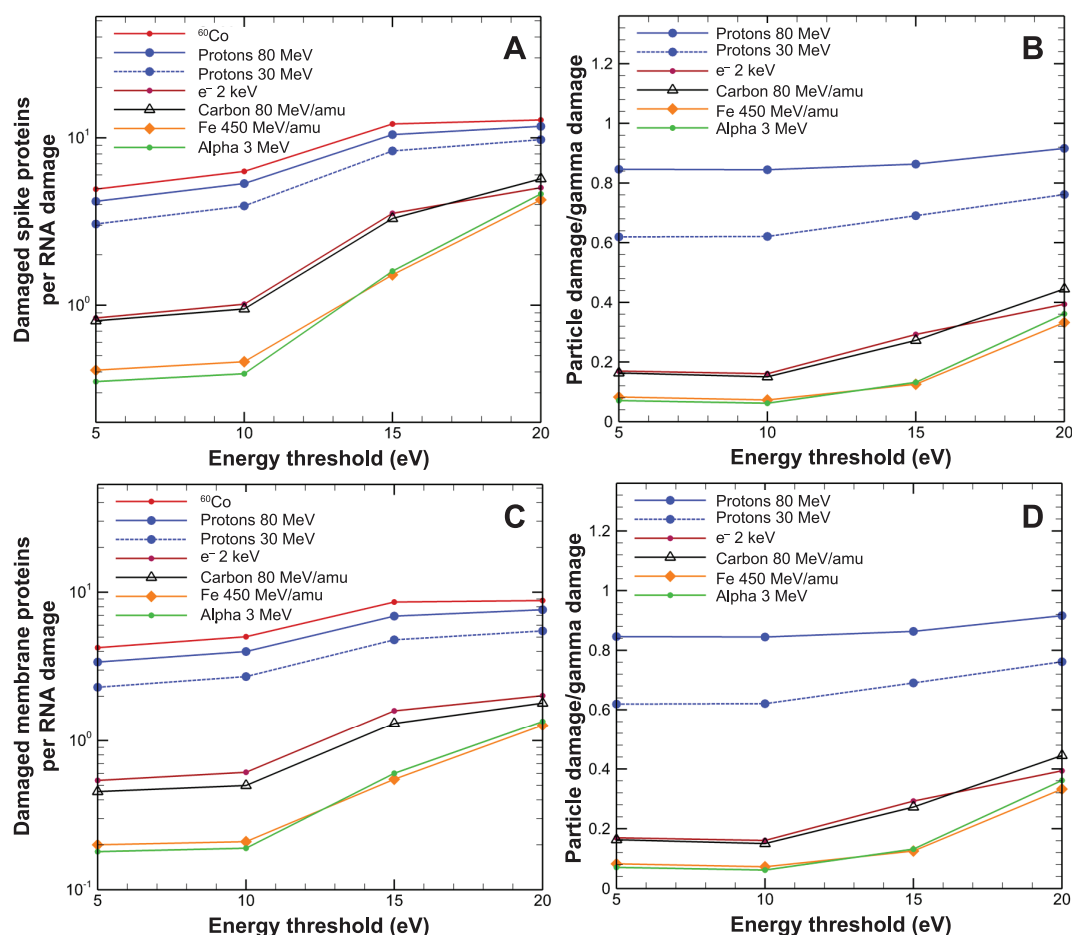 A
⁶⁰Co
Protons 80 MeV
Protons 30 MeV
e⁻ 2 keV
Carbon 80 MeV/amu
Fe 450 MeV/amu
Alpha 3 MeV
Damaged spike proteins
per RNA damage
10¹
10⁰
5 10 15 20
Energy threshold (eV)
B
Protons 80 MeV
Protons 30 MeV
e⁻ 2 keV
Carbon 80 MeV/amu
Fe 450 MeV/amu
Alpha 3 MeV
Particle damage/gamma damage
1.2
1
0.8
0.6
0.4
0.2
0
5 10 15 20
Energy threshold (eV)
C
⁶⁰Co
Protons 80 MeV
Protons 30 MeV
e⁻ 2 keV
Carbon 80 MeV/amu
Fe 450 MeV/amu
Alpha 3 MeV
Damaged membrane proteins
per RNA damage
10¹
10⁰
10⁻¹
5 10 15 20
Energy threshold (eV)
D
Protons 80 MeV
Protons 30 MeV
e⁻ 2 keV
Carbon 80 MeV/amu
Fe 450 MeV/amu
Alpha 3 MeV
Particle damage/gamma damage
1.2
1
0.8
0.6
0.4
0.2
0
5 10 15 20
Energy threshold (eV)